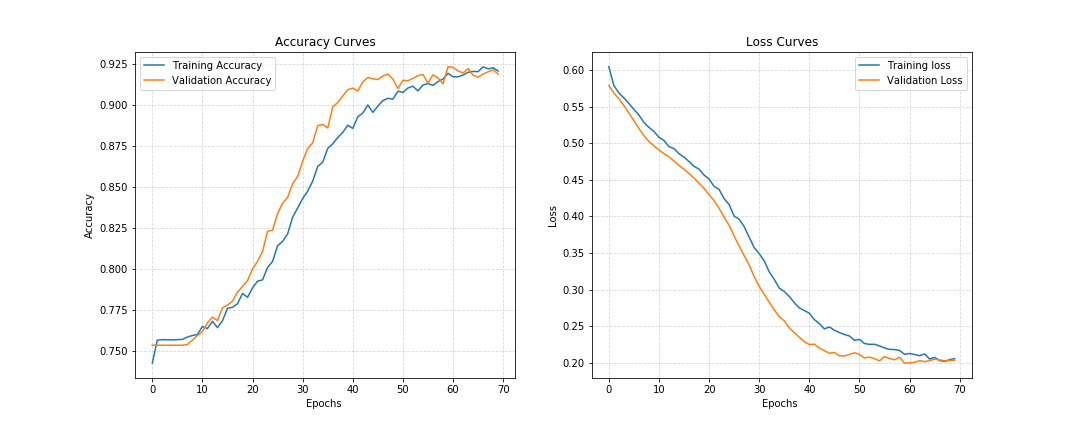 Accuracy Curves
Training Accuracy
Validation Accuracy
0.925
0.900
0.875
0.850
0.825
0.800
0.775
0.750
Accuracy
0 10 20 30 40 50 60 70
Epochs
Loss Curves
Training loss
Validation Loss
0.60
0.55
0.50
0.45
0.40
0.35
0.30
0.25
0.20
Loss
0 10 20 30 40 50 60 70
Epochs